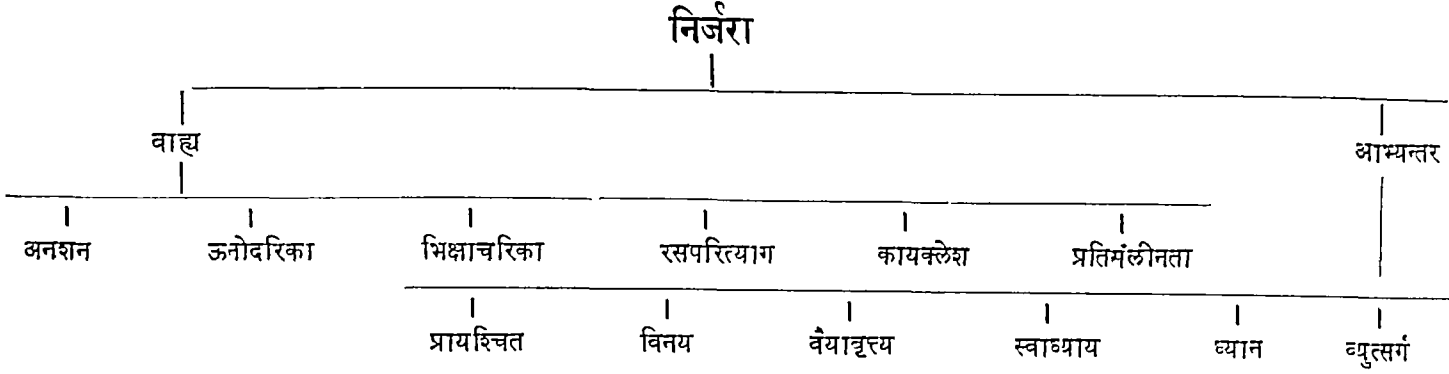 निर्जरा
वाह्य आभ्यन्तर
अनशन ऊनोदरिका भिक्षाचरिका रसपरित्याग कायक्लेश प्रतिमंलीनता
प्रायश्चित विनय वैयावृत्त्य स्वाध्याय ध्यान व्युत्सर्ग